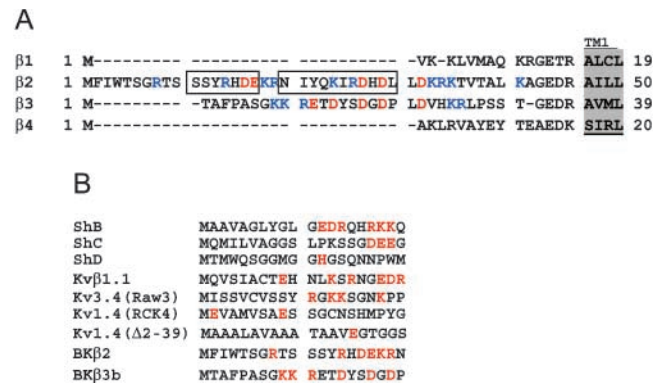 A
TM1
β1 1 M--------- ---------- ---------- ---VK-KLVMAQ KRGETR ALCL 19
β2 1 MFIWTSGRTS SSYRHDEKRN IYQKIRDHDL LDKRKTVTAL KAGEDR AILL 50
β3 1 M--------- --TAFPASGKK RETDYSDGDP LDVHKRLPSS T-GEDR AVML 39
β4 1 M--------- ---------- ---------- ---AKLRVAYEY TEAEDK SIRL 20
B
ShB MAAVAGLYGL GEDRQHRKKQ
ShC MQMILVAGGS LPKSSGDEEG
ShD MTMWQSGGMG GHGSQNNPWM
Kvβ1.1 MQVSIACTEH NLKSRNGEDR
Kv3.4(Raw3) MISSVCVSSY RGKKSGNKPP
Kv1.4(RCK4) MEVAMVSAES SGCNSHMPYG
Kv1.4(Δ2-39) MAAALAVAAA TAAVEGTGGS
BKβ2 MFIWTSGRTS SSYRHDEKRN
BKβ3b MTAFPASGKK RETDYSDGDP